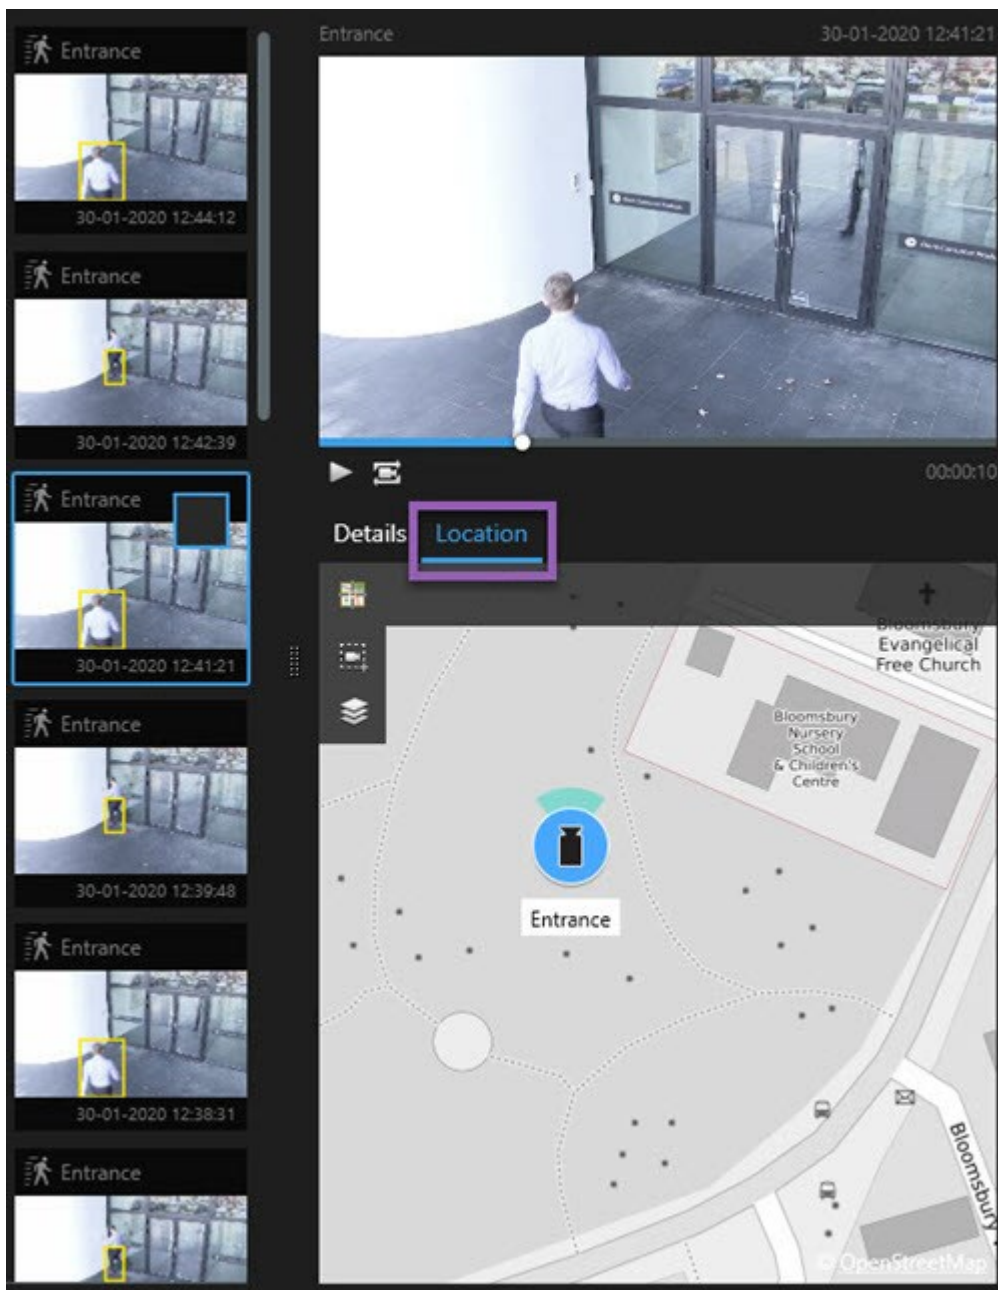 Entrance
30-01-2020 12:44:12
Entrance
30-01-2020 12:42:39
Entrance
30-01-2020 12:41:21
Entrance
30-01-2020 12:39:48
Entrance
30-01-2020 12:38:31
Entrance
Entrance
30-01-2020 12:41:21
00:00:10
Details
Location
Bloomsbury
Evangelical
Free Church
Bloomsbury
Nursery
School
& Children's
Centre
Entrance
Bloomsbury
© OpenStreetMap